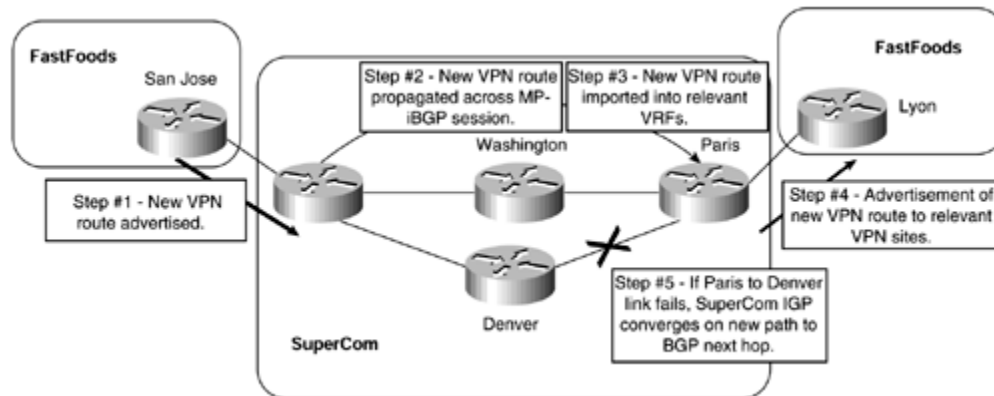 FastFoods
San Jose
Step #2 - New VPN route
propagated across MP-
iBGP session.
Step #3 - New VPN route
imported into relevant
VRFs.
FastFoods
Lyon
Washington
Paris
Step #1 - New VPN
route advertised.
Step #4 - Advertisement of
new VPN route to relevant
VPN sites.
Step #5 - If Paris to Denver
link fails, SuperCom IGP
converges on new path to
BGP next hop.
Denver
SuperCom